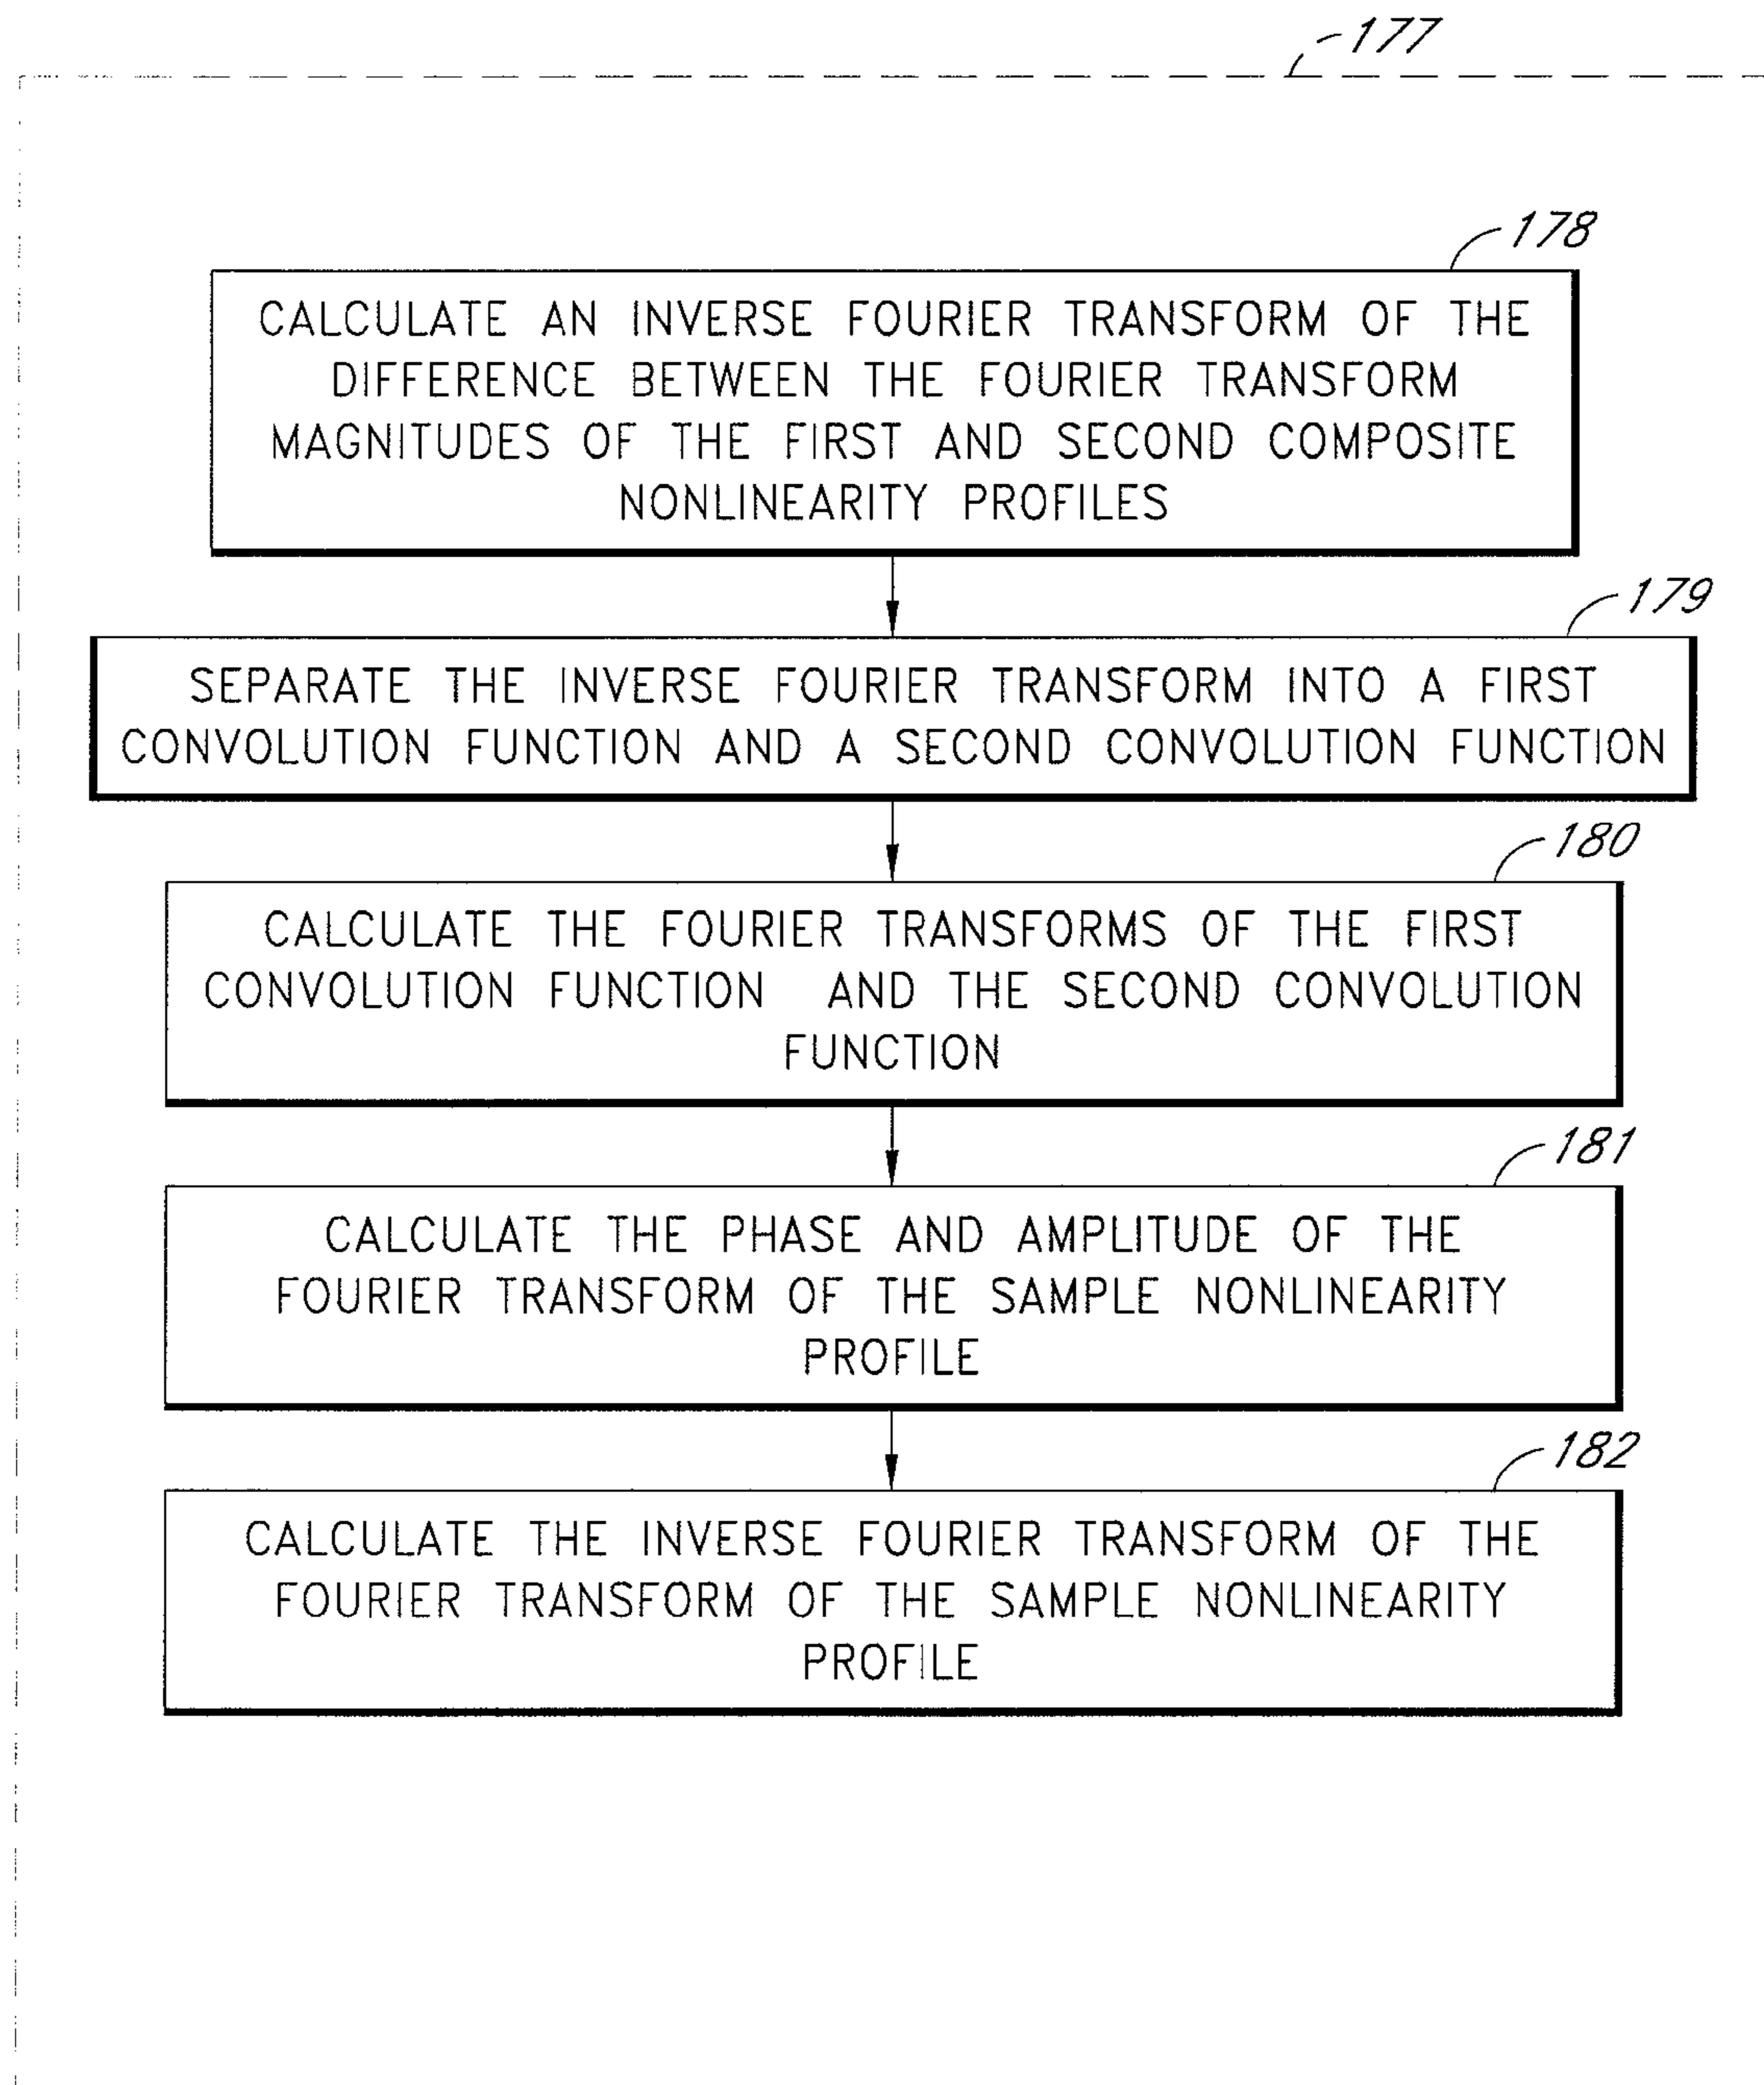 177
178
CALCULATE AN INVERSE FOURIER TRANSFORM OF THE
DIFFERENCE BETWEEN THE FOURIER TRANSFORM
MAGNITUDES OF THE FIRST AND SECOND COMPOSITE
NONLINEARITY PROFILES
179
SEPARATE THE INVERSE FOURIER TRANSFORM INTO A FIRST
CONVOLUTION FUNCTION AND A SECOND CONVOLUTION FUNCTION
180
CALCULATE THE FOURIER TRANSFORMS OF THE FIRST
CONVOLUTION FUNCTION AND THE SECOND CONVOLUTION
FUNCTION
181
CALCULATE THE PHASE AND AMPLITUDE OF THE
FOURIER TRANSFORM OF THE SAMPLE NONLINEARITY
PROFILE
182
CALCULATE THE INVERSE FOURIER TRANSFORM OF THE
FOURIER TRANSFORM OF THE SAMPLE NONLINEARITY
PROFILE